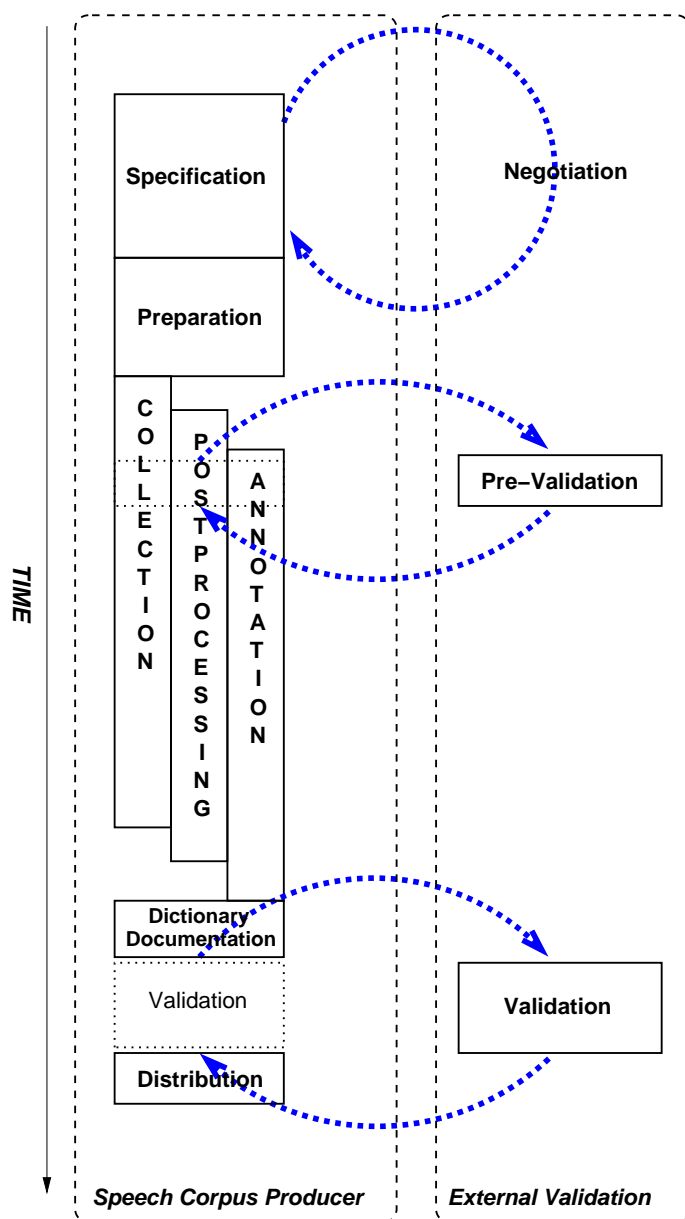 Specification
Negotiation
Preparation
COLLECTION
POSTPROCESSING
ANNOTATION
Pre−Validation
TIME
Dictionary
Documentation
Validation
Validation
Distribution
Speech Corpus Producer
External Validation